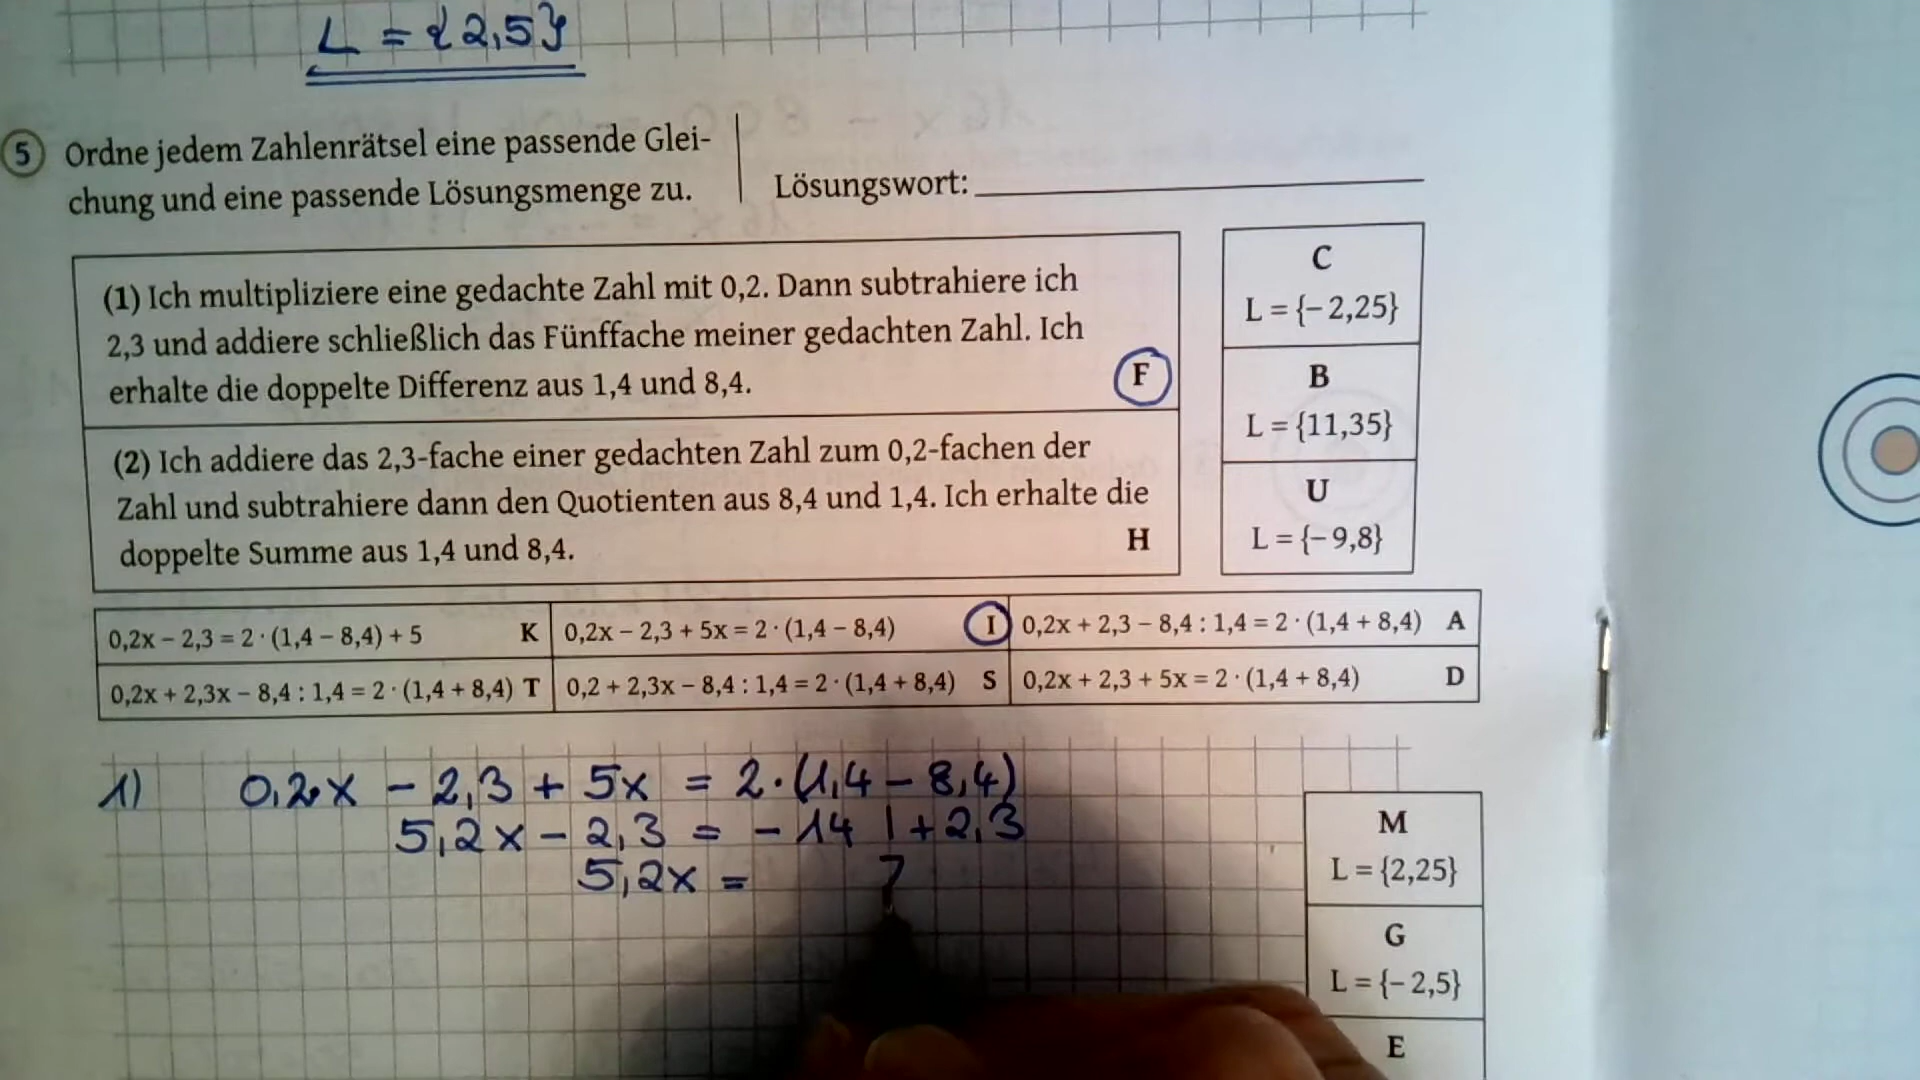 L = {2,5}
5 Ordne jedem Zahlenrätsel eine passende Glei-
chung und eine passende Lösungsmenge zu.
Lösungswort:
(1) Ich multipliziere eine gedachte Zahl mit 0,2. Dann subtrahiere ich
2,3 und addiere schließlich das Fünffache meiner gedachten Zahl. Ich
erhalte die doppelte Differenz aus 1,4 und 8,4. F
(2) Ich addiere das 2,3-fache einer gedachten Zahl zum 0,2-fachen der
Zahl und subtrahiere dann den Quotienten aus 8,4 und 1,4. Ich erhalte die
doppelte Summe aus 1,4 und 8,4. H
C
L = {– 2,25}
B
L = {11,35}
U
L = {– 9,8}
0,2x – 2,3 = 2 · (1,4 – 8,4) + 5 K
0,2x – 2,3 + 5x = 2 · (1,4 – 8,4) I
0,2x + 2,3 – 8,4 : 1,4 = 2 · (1,4 + 8,4) A
0,2x + 2,3x – 8,4 : 1,4 = 2 · (1,4 + 8,4) T
0,2 + 2,3x – 8,4 : 1,4 = 2 · (1,4 + 8,4) S
0,2x + 2,3 + 5x = 2 · (1,4 + 8,4) D
1) 0,2x – 2,3 + 5x = 2 · (1,4 – 8,4)
5,2x – 2,3 = – 14 | + 2,3
5,2x = 7
M
L = {2,25}
G
L = {– 2,5}
E